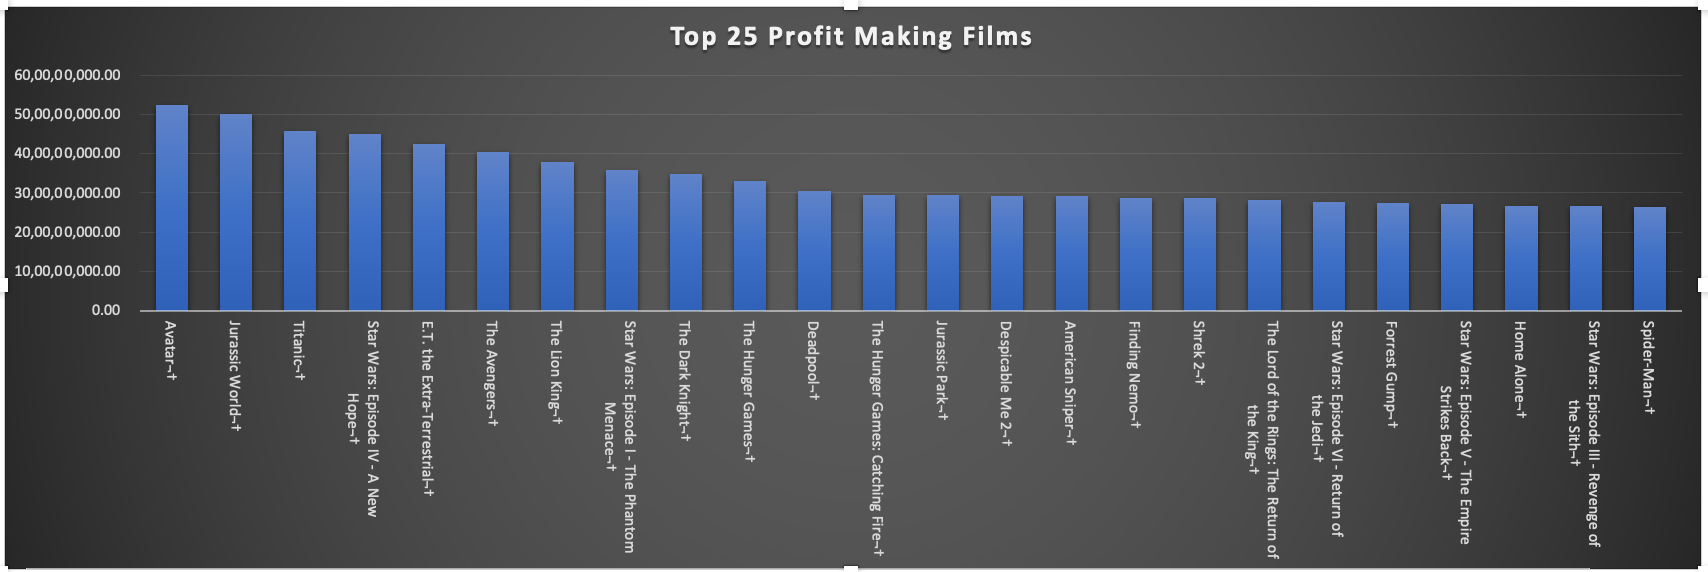 Top 25 Profit Making Films
60,00,00,000.00
50,00,00,000.00
40,00,00,000.00
30,00,00,000.00
20,00,00,000.00
10,00,00,000.00
0.00
Avatar¬†
Jurassic World¬†
Titanic¬†
Star Wars: Episode IV - A New
Hope¬†
E.T. the Extra-Terrestrial¬†
The Avengers¬†
The Lion King¬†
Star Wars: Episode I - The Phantom
Menace¬†
The Dark Knight¬†
The Hunger Games¬†
Deadpool¬†
The Hunger Games: Catching Fire¬†
Jurassic Park¬†
Despicable Me 2¬†
American Sniper¬†
Finding Nemo¬†
Shrek 2¬†
The Lord of the Rings: The Return of
the King¬†
Star Wars: Episode VI - Return of
the Jedi¬†
Forrest Gump¬†
Star Wars: Episode V - The Empire
Strikes Back¬†
Home Alone¬†
Star Wars: Episode III - Revenge of
the Sith¬†
Spider-Man¬†